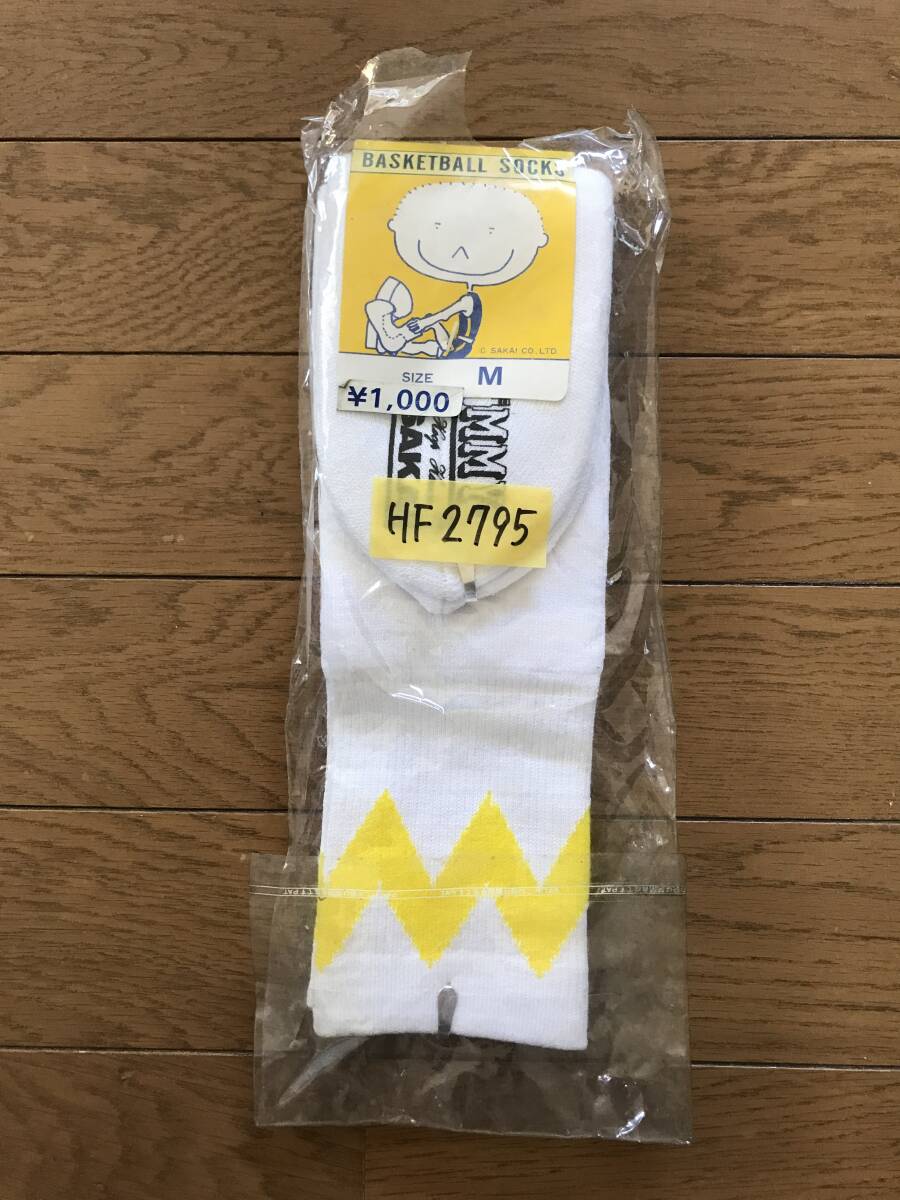 BASKETBALL SOCKS
© SAKAI CO., LTD.
SIZE M
¥1,000
HF2795